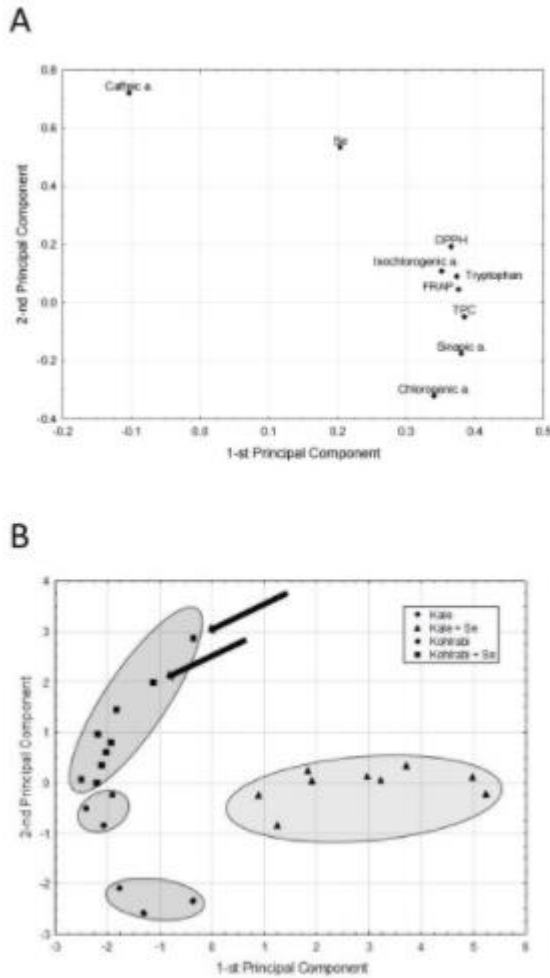 A
0.8
Caffeic a.
0.6
Se
0.4
DPPH
0.2
Isochlorogenic a.
Tryptophan
FRAP
0.0
TPC
-0.2
Sinapic a.
Chlorogenic a.
-0.4
-0.2 -0.1 0.0 0.1 0.2 0.3 0.4 0.5
1-st Principal Component
2-nd Principal Component
B
4
3
2
1
0
-1
-2
-3
Kale
Kale + Se
Kohlrabi
Kohlrabi + Se
-3 -2 -1 0 1 2 3 4 5 6
1-st Principal Component
2-nd Principal Component